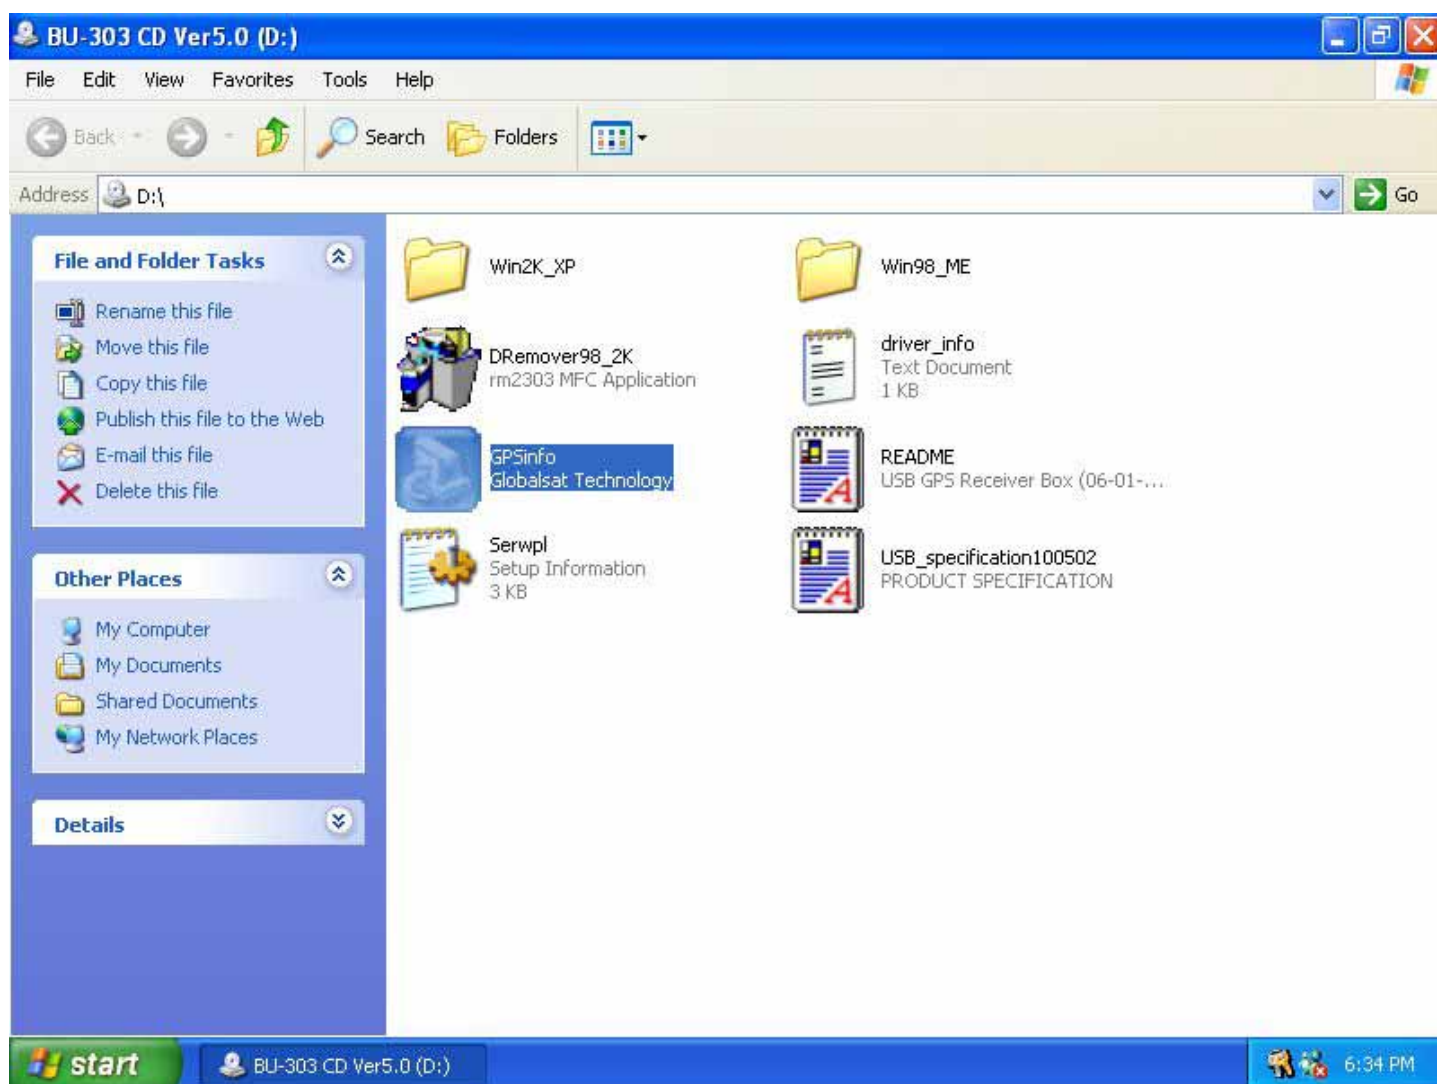 BU-303 CD Ver5.0 (D:)
File Edit View Favorites Tools Help
Back Search Folders
Address D:\ Go
File and Folder Tasks
Rename this file
Move this file
Copy this file
Publish this file to the Web
E-mail this file
Delete this file
Other Places
My Computer
My Documents
Shared Documents
My Network Places
Details
Win2K_XP
Win98_ME
DRemover98_2K
rm2303 MFC Application
driver_info
Text Document
1 KB
GPSinfo
Globalsat Technology
README
USB GPS Receiver Box (06-01-...
Serwpl
Setup Information
3 KB
USB_specification100502
PRODUCT SPECIFICATION
start BU-303 CD Ver5.0 (D:) 6:34 PM